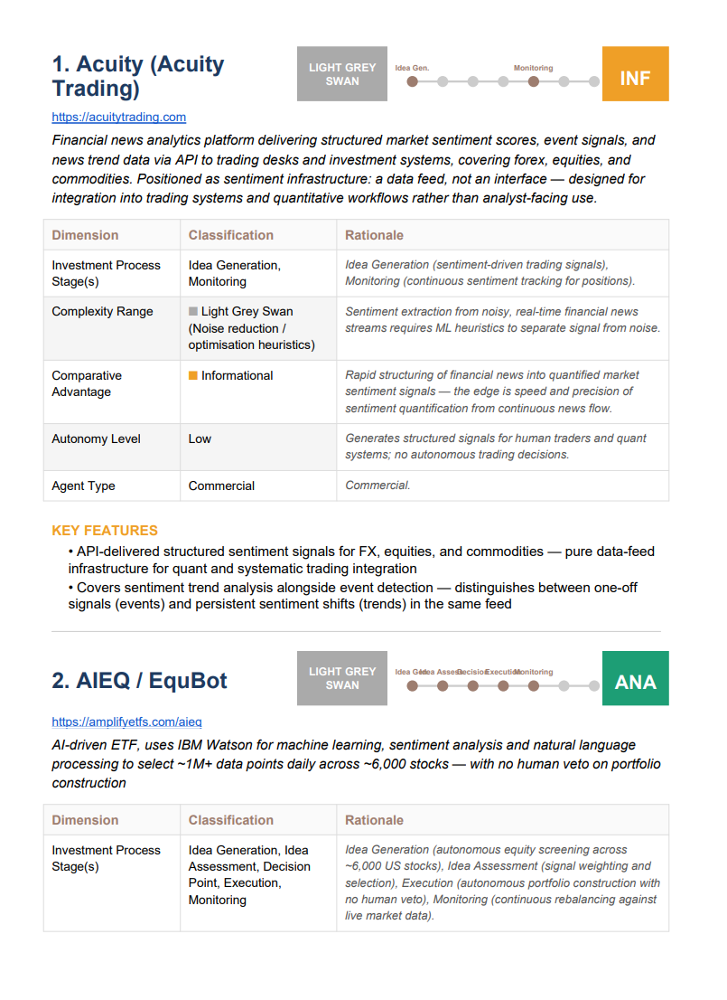 1. Acuity (Acuity
Trading)
LIGHT GREY
SWAN
Idea Gen.
Monitoring
INF
https://acuitytrading.com
Financial news analytics platform delivering structured market sentiment scores, event signals, and
news trend data via API to trading desks and investment systems, covering forex, equities, and
commodities. Positioned as sentiment infrastructure: a data feed, not an interface — designed for
integration into trading systems and quantitative workflows rather than analyst-facing use.
Dimension
Classification
Rationale
Investment Process
Stage(s)
Idea Generation,
Monitoring
Idea Generation (sentiment-driven trading signals),
Monitoring (continuous sentiment tracking for positions).
Complexity Range
Light Grey Swan
(Noise reduction /
optimisation heuristics)
Sentiment extraction from noisy, real-time financial news
streams requires ML heuristics to separate signal from noise.
Comparative
Advantage
Informational
Rapid structuring of financial news into quantified market
sentiment signals — the edge is speed and precision of
sentiment quantification from continuous news flow.
Autonomy Level
Low
Generates structured signals for human traders and quant
systems; no autonomous trading decisions.
Agent Type
Commercial
Commercial.
KEY FEATURES
• API-delivered structured sentiment signals for FX, equities, and commodities — pure data-feed
infrastructure for quant and systematic trading integration
• Covers sentiment trend analysis alongside event detection — distinguishes between one-off
signals (events) and persistent sentiment shifts (trends) in the same feed
2. AIEQ / EquBot
LIGHT GREY
SWAN
Idea Gen.
Idea Assess.
Decision
Execution
Monitoring
ANA
https://amplifyetfs.com/aieq
AI-driven ETF, uses IBM Watson for machine learning, sentiment analysis and natural language
processing to select ~1M+ data points daily across ~6,000 stocks — with no human veto on portfolio
construction
Dimension
Classification
Rationale
Investment Process
Stage(s)
Idea Generation, Idea
Assessment, Decision
Point, Execution,
Monitoring
Idea Generation (autonomous equity screening across
~6,000 US stocks), Idea Assessment (signal weighting and
selection), Execution (autonomous portfolio construction with
no human veto), Monitoring (continuous rebalancing against
live market data).